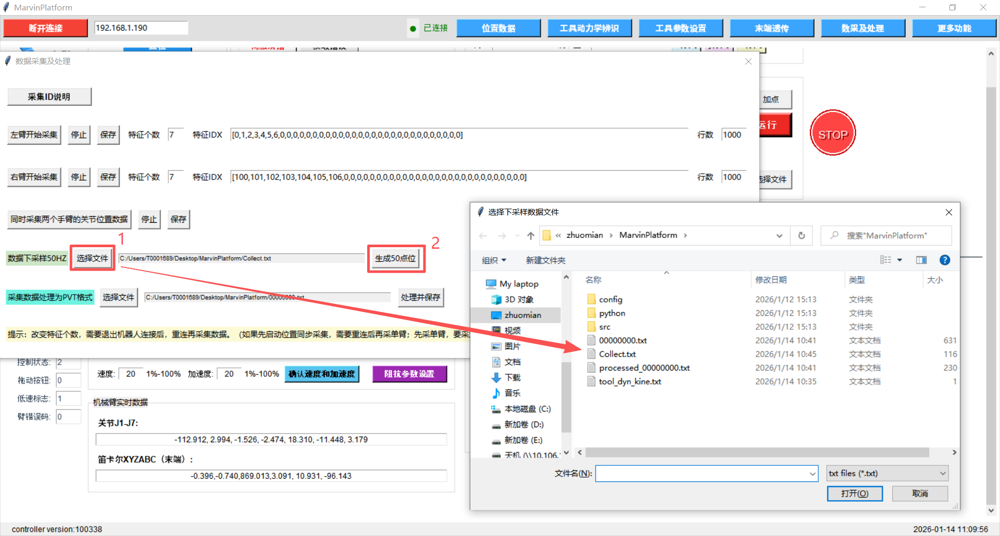 MarvinPlatform
断开连接
192.168.1.190
已连接
位置数据
工具动力学辨识
工具参数设置
末端透传
数采及处理
更多功能
数据采集及处理
采集ID说明
加点
左臂开始采集 停止 保存 特征个数 7 特征IDX [0,1,2,3,4,5,6,0,0,0,0,0,0,0,0,0,0,0,0,0,0,0,0,0,0,0,0,0,0,0,0,0,0,0,0] 行数 1000
运行
STOP
右臂开始采集 停止 保存 特征个数 7 特征IDX [100,101,102,103,104,105,106,0,0,0,0,0,0,0,0,0,0,0,0,0,0,0,0,0,0,0,0,0,0,0,0,0,0,0,0] 行数 1000
选择文件
同时采集两个手臂的关节位置数据 停止 保存
1
2
数据下采样50HZ 选择文件 C:/Users/T0001689/Desktop/MarvinPlatform/Collect.txt 生成50点位
采集数据处理为PVT格式 选择文件 C:/Users/T0001689/Desktop/MarvinPlatform/00000000.txt 处理并保存
提示：改变特征个数，需要退出机器人连接后，重连再采集数据。（如果先启动位置同步采集，需要重连后再采单臂；先采单臂，要采
控制状态: 2
拖动按钮: 0
低速标志: 1
臂错误码: 0
速度: 20 1%-100% 加速度: 20 1%-100% 确认速度和加速度 阻抗参数设置
机械臂实时数据
关节J1-J7:
-112.912, 2.994, -1.526, -2.474, 18.310, -11.448, 3.179
笛卡尔XYZABC（末端）:
-0.396,-0.740,869.013,3.091, 10.931, -96.143
选择下采样数据文件
« zhuomian › MarvinPlatform ›
搜索"MarvinPlatform"
组织 新建文件夹
My laptop
3D 对象
zhuomian
视频
图片
文档
下载
音乐
本地磁盘 (C:)
新加卷 (D:)
新加卷 (E:)
天机 (\\10.106.
名称 修改日期 类型 大小
config 2026/1/12 15:13 文件夹
python 2026/1/12 15:13 文件夹
src 2026/1/12 15:13 文件夹
00000000.txt 2026/1/14 10:41 文本文档 631
Collect.txt 2026/1/14 10:45 文本文档 116
processed_00000000.txt 2026/1/14 10:41 文本文档 230
tool_dyn_kine.txt 2026/1/14 10:35 文本文档 1
文件名(N): txt files (*.txt)
打开(O) 取消
controller version:100338
2026-01-14 11:09:56